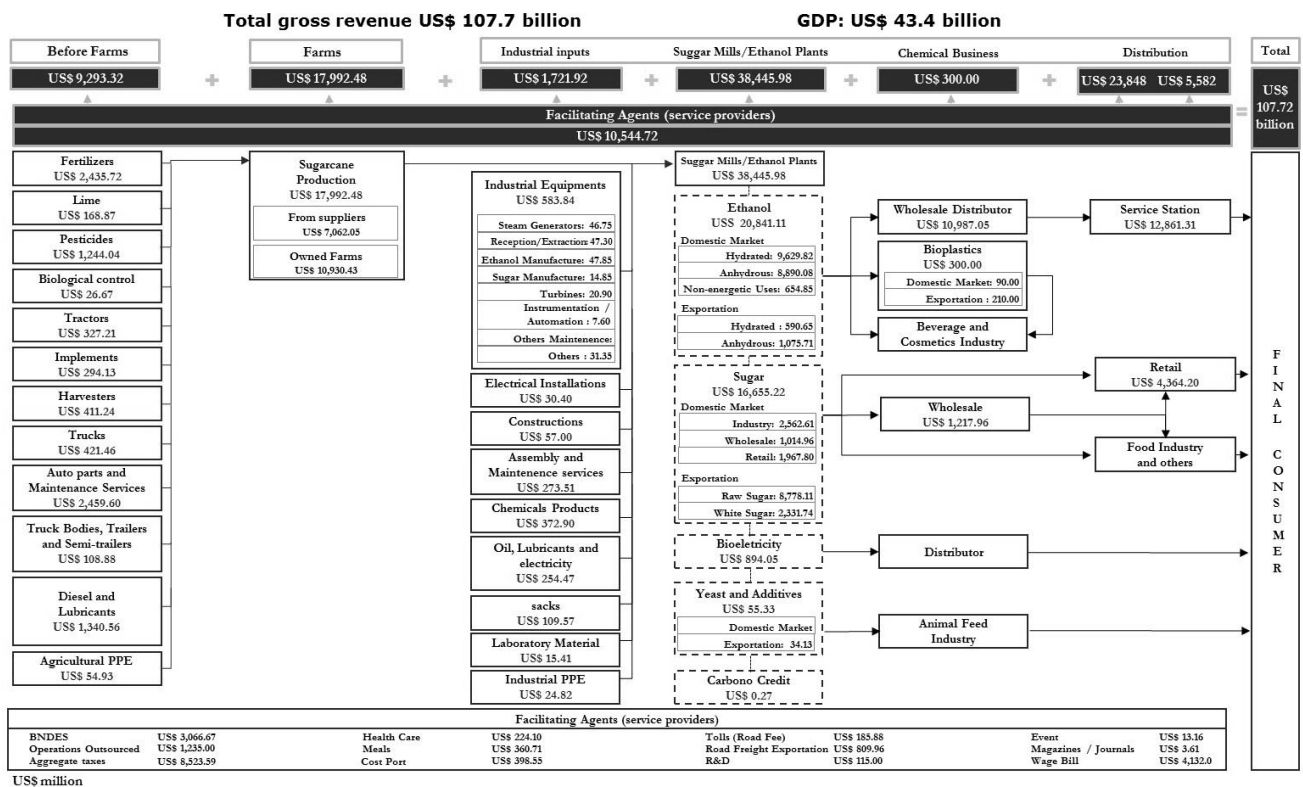 Total gross revenue US$ 107.7 billion
GDP: US$ 43.4 billion
Before Farms
Farms
Industrial inputs
Suggar Mills/Ethanol Plants
Chemical Business
Distribution
Total
US$ 9,293.32
+
US$ 17,992.48
+
US$ 1,721.92
+
US$ 38,445.98
+
US$ 300.00
+
US$ 23,848 US$ 5,582
=
US$
107.72
billion
Facilitating Agents (service providers)
US$ 10,544.72
Fertilizers
US$ 2,435.72
Lime
US$ 168.87
Pesticides
US$ 1,244.04
Biological control
US$ 26.67
Tractors
US$ 327.21
Implements
US$ 294.13
Harvesters
US$ 411.24
Trucks
US$ 421.46
Auto parts and
Maintenance Services
US$ 2,459.60
Truck Bodies, Trailers
and Semi-trailers
US$ 108.88
Diesel and
Lubricants
US$ 1,340.56
Agricultural PPE
US$ 54.93
Sugarcane
Production
US$ 17,992.48
From suppliers
US$ 7,062.05
Owned Farms
US$ 10,930.43
Industrial Equipments
US$ 583.84
Steam Generators: 46.75
Reception/Extraction: 47.30
Ethanol Manufacture: 47.85
Sugar Manufacture: 14.85
Turbines: 20.90
Instrumentation /
Automation : 7.60
Others Maintenence:
Others : 31.35
Electrical Installations
US$ 30.40
Constructions
US$ 57.00
Assembly and
Maintenence services
US$ 273.51
Chemicals Products
US$ 372.90
Oil, Lubricants and
electricity
US$ 254.47
sacks
US$ 109.57
Laboratory Material
US$ 15.41
Industrial PPE
US$ 24.82
Suggar Mills/Ethanol Plants
US$ 38,445.98
Ethanol
US$ 20,841.11
Domestic Market
Hydrated: 9,629.82
Anhydrous: 8,890.08
Non-energetic Uses: 654.85
Exportation
Hydrated : 590.65
Anhydrous: 1,075.71
Sugar
US$ 16,655.22
Domestic Market
Industry: 2,562.61
Wholesale: 1,014.96
Retail: 1,967.80
Exportation
Raw Sugar: 8,778.11
White Sugar: 2,331.74
Bioeletricity
US$ 894.05
Yeast and Additives
US$ 55.33
Domestic Market
Exportation: 34.13
Carbono Credit
US$ 0.27
Wholesale Distributor
US$ 10,987.05
Bioplastics
US$ 300.00
Domestic Market: 90.00
Exportation : 210.00
Beverage and
Cosmetics Industry
Wholesale
US$ 1,217.96
Distributor
Animal Feed
Industry
Service Station
US$ 12,861.31
Retail
US$ 4,364.20
Food Industry
and others
FINAL CONSUMER
Facilitating Agents (service providers)
BNDES US$ 3,066.67 Health Care US$ 224.10 Tolls (Road Fee) US$ 185.88 Event US$ 13.16
Operations Outsourced US$ 1,235.00 Meals US$ 360.71 Road Freight Exportation US$ 809.96 Magazines / Journals US$ 3.61
Aggregate taxes US$ 8,523.59 Cost Port US$ 398.55 R&D US$ 115.00 Wage Bill US$ 4,132.0
US$ million